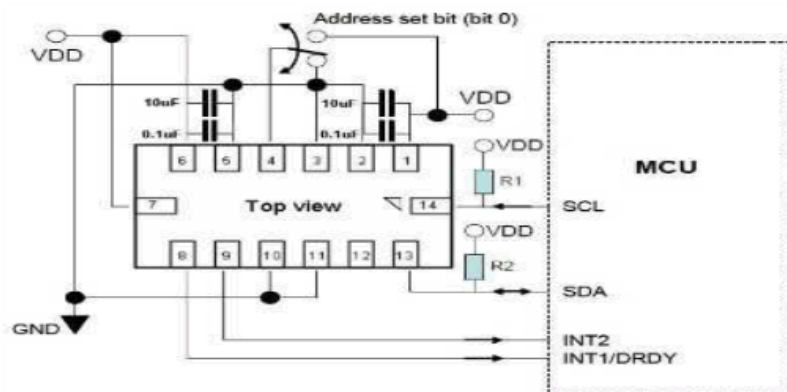 Address set bit (bit 0)
VDD
10uF
10uF
VDD
0.1uF
0.1uF
VDD
6 5 4 3 2 1
R1
MCU
7
Top view
14
SCL
VDD
8 9 10 11 12 13
R2
SDA
GND
INT2
INT1/DRDY